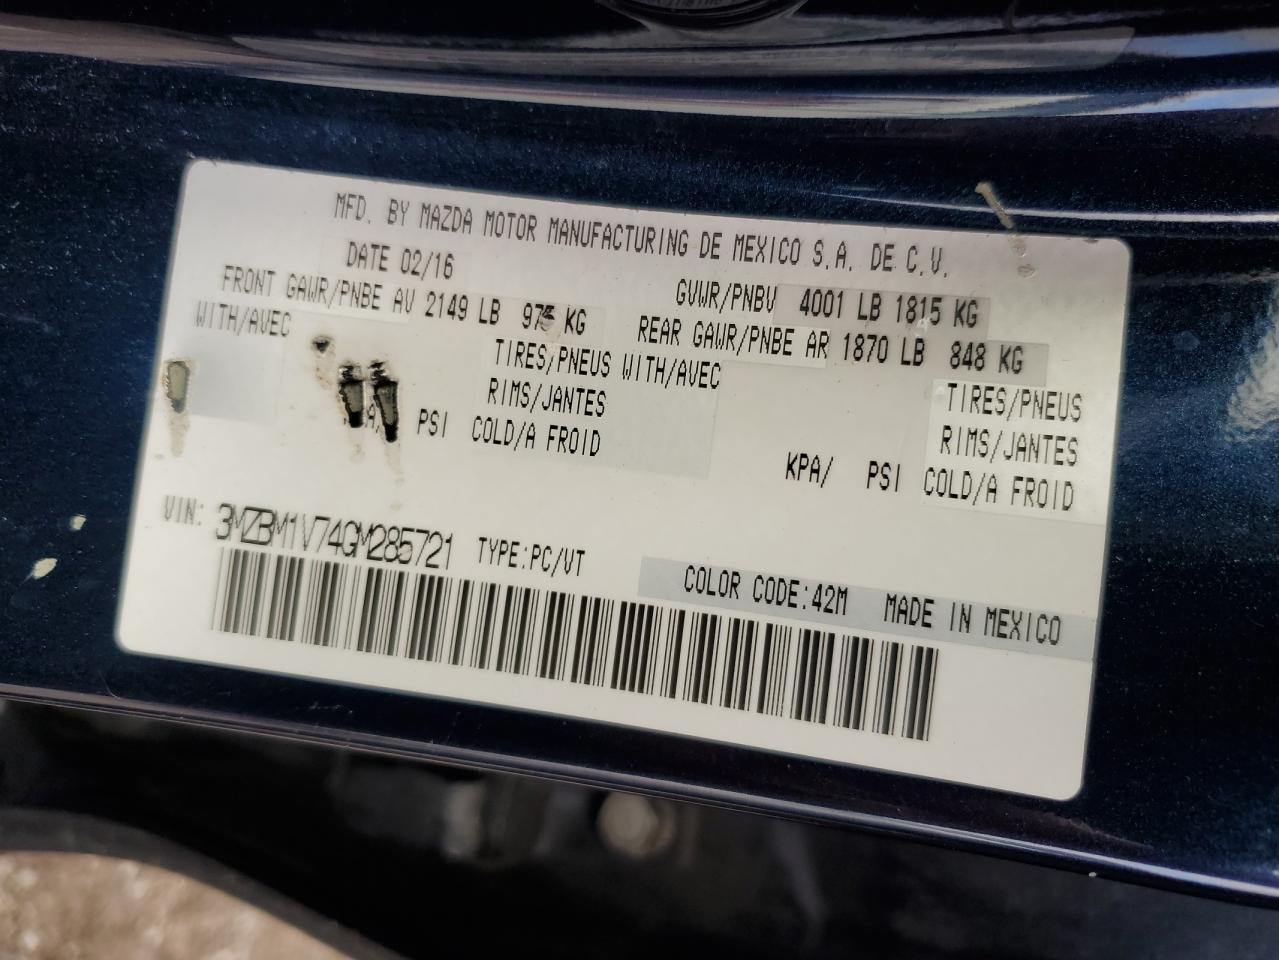 MFD. BY MAZDA MOTOR MANUFACTURING DE MEXICO S.A. DE C.V.
DATE 02/16 GVWR/PNBV 4001 LB 1815 KG
FRONT GAWR/PNBE AV 2149 LB KG REAR GAWR/PNBE AR 1870 LB 848 KG
WITH/AVEC TIRES/PNEUS WITH/AVEC TIRES/PNEUS
RIMS/JANTES RIMS/JANTES
PSI COLD/A FROID KPA/ PSI COLD/A FROID
VIN: 3MZBM1V74GM285721 TYPE:PC/VT COLOR CODE:42M MADE IN MEXICO